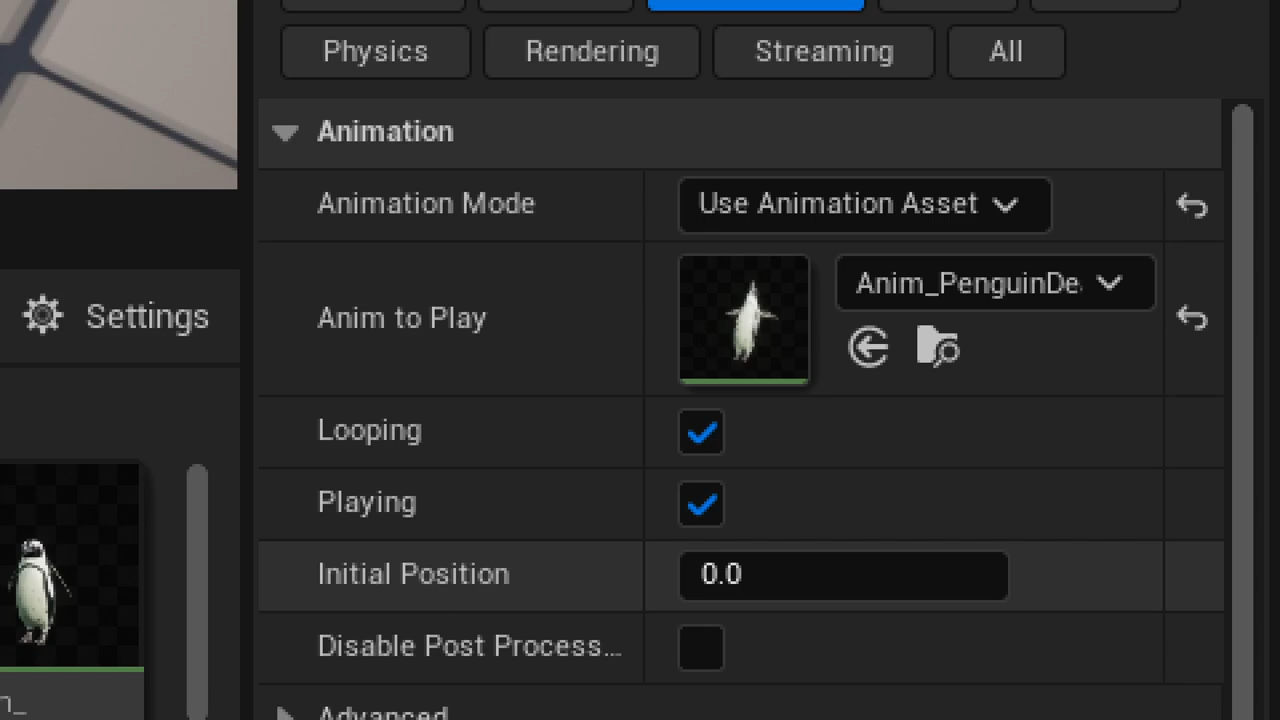 Physics Rendering Streaming All
Animation
Animation Mode Use Animation Asset
Settings
Anim to Play Anim_PenguinDe
Looping
Playing
Initial Position 0.0
Disable Post Process...
Advanced